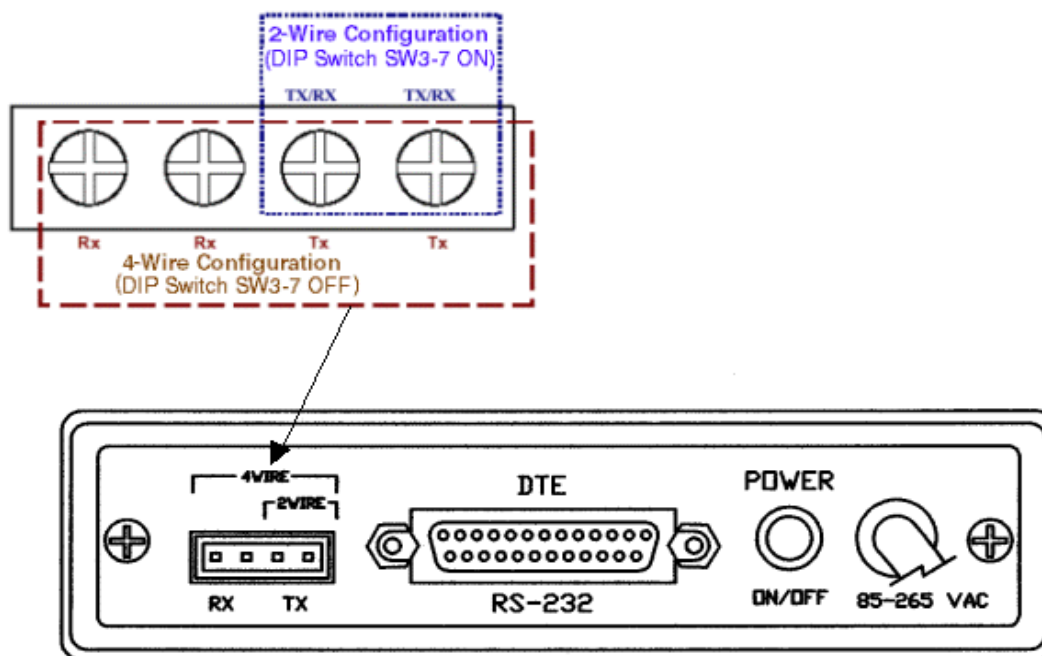 2-Wire Configuration
(DIP Switch SW3-7 ON)
TX/RX TX/RX
Rx Rx Tx Tx
4-Wire Configuration
(DIP Switch SW3-7 OFF)
4WIRE
2WIRE
DTE
POWER
RX TX
RS-232
ON/OFF
85-265 VAC